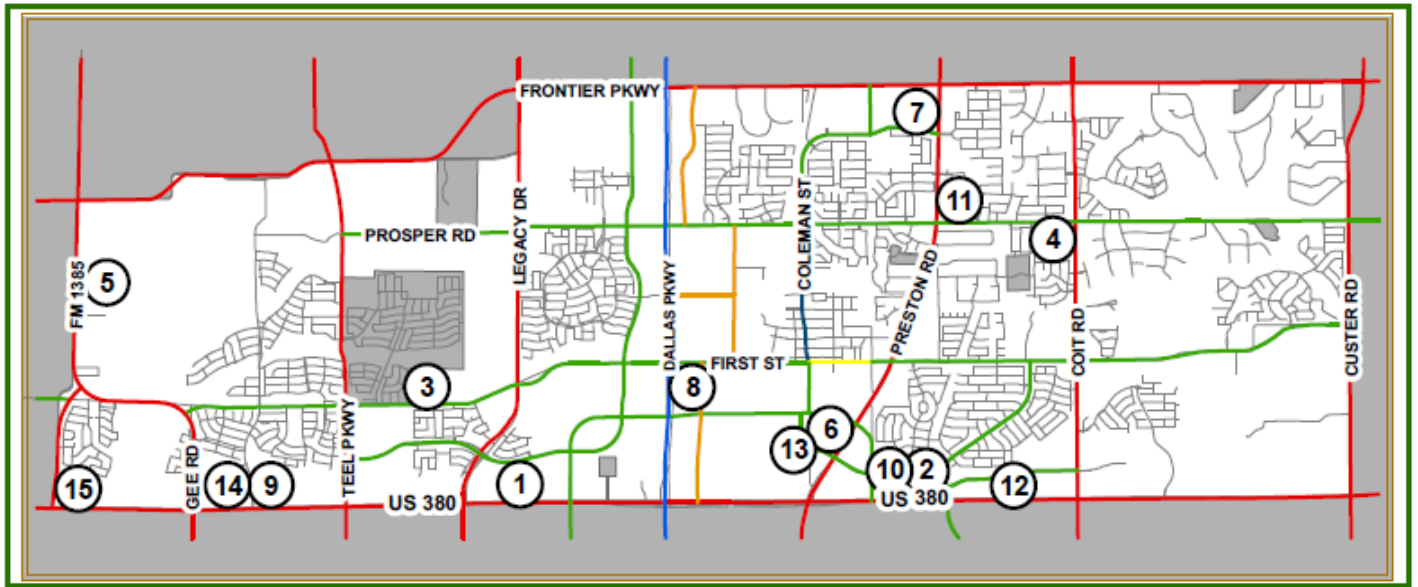 FRONTIER PKWY
7
COLEMAN ST
11
LEGACY DR
PROSPER RD
4
5
FM 1385
DALLAS PKWY
PRESTON RD
COIT RD
CUSTER RD
FIRST ST
3
8
6
13
TEEL PKWY
GEE RD
15
14
9
1
10
2
12
US 380
US 380